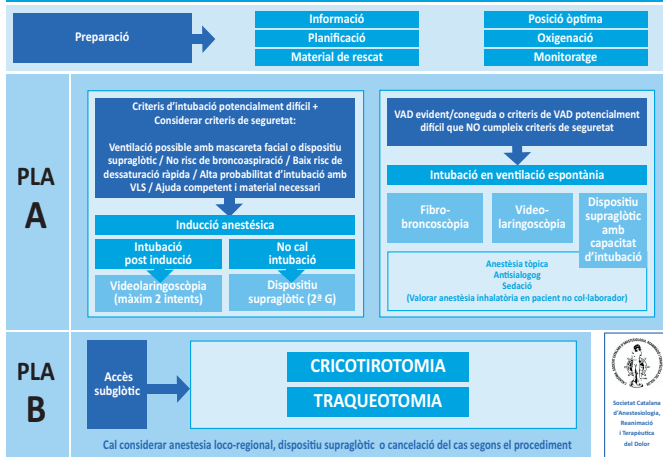 Preparació
Informació
Planificació
Material de rescat
Posició òptima
Oxigenació
Monitoratge
PLA
A
Criteris d'intubació potencialment difícil +
Considerar criteris de seguretat:
Ventilació possible amb mascareta facial o dispositiu
supraglòtic / No risc de broncoaspiració / Baix risc de
dessaturació ràpida / Alta probabilitat d'intubació amb
VLS / Ajuda competent i material necessari
Inducció anestésica
Intubació
post inducció
No cal
intubació
Videolaringoscòpia
(màxim 2 intents)
Dispositiu
supraglòtic (2ª G)
VAD evident/coneguda o criteris de VAD potencialment
difícil que NO cumpleix criteris de seguretat
Intubació en ventilació espontània
Fibro-
broncoscòpia
Video-
laringoscòpia
Dispositiu
supraglòtic
amb
capacitat
d'intubació
Anestèsia tòpica
Antisialogog
Sedació
(Valorar anestèsia inhalatòria en pacient no col·laborador)
PLA
B
Accès
subglòtic
CRICOTIROTOMIA
TRAQUEOTOMIA
Cal considerar anestesia loco-regional, dispositiu supraglòtic o cancelació del cas segons el procediment
Societat Catalana
d'Anestesiologia,
Reanimació
i Terapèutica
del Dolor